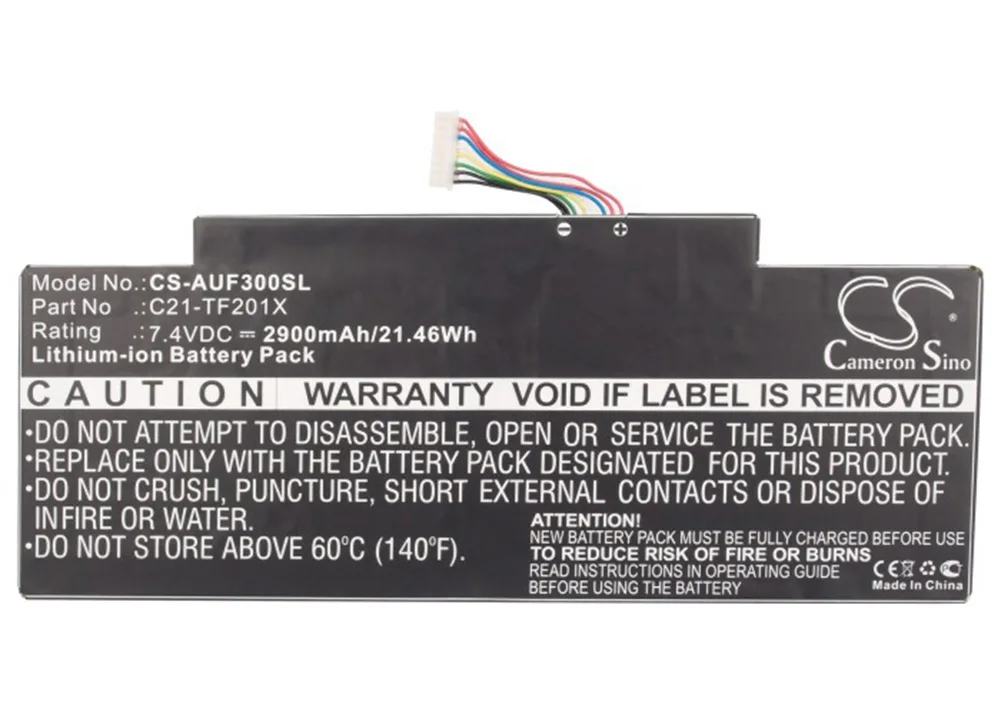 − +
Model No.:CS-AUF300SL
Part No .:C21-TF201X
Rating .:7.4VDC ⎓ 2900mAh/21.46Wh
Lithium-ion Battery Pack
CS®
Cameron Sino
CAUTION WARRANTY VOID IF LABEL IS REMOVED
•DO NOT ATTEMPT TO DISASSEMBLE, OPEN OR SERVICE THE BATTERY PACK.
•REPLACE ONLY WITH THE BATTERY PACK DESIGNATED FOR THIS PRODUCT.
•DO NOT CRUSH, PUNCTURE, SHORT EXTERNAL CONTACTS OR DISPOSE OF
IN FIRE OR WATER.
•DO NOT STORE ABOVE 60°C (140°F).
ATTENTION!
NEW BATTERY PACK MUST BE FULLY CHARGED BEFORE USE
TO REDUCE RISK OF FIRE OR BURNS
READ INSTRUCTIONS IN OPERATING GUIDE
BEFORE USING THE BATTERY
CE
Made In China